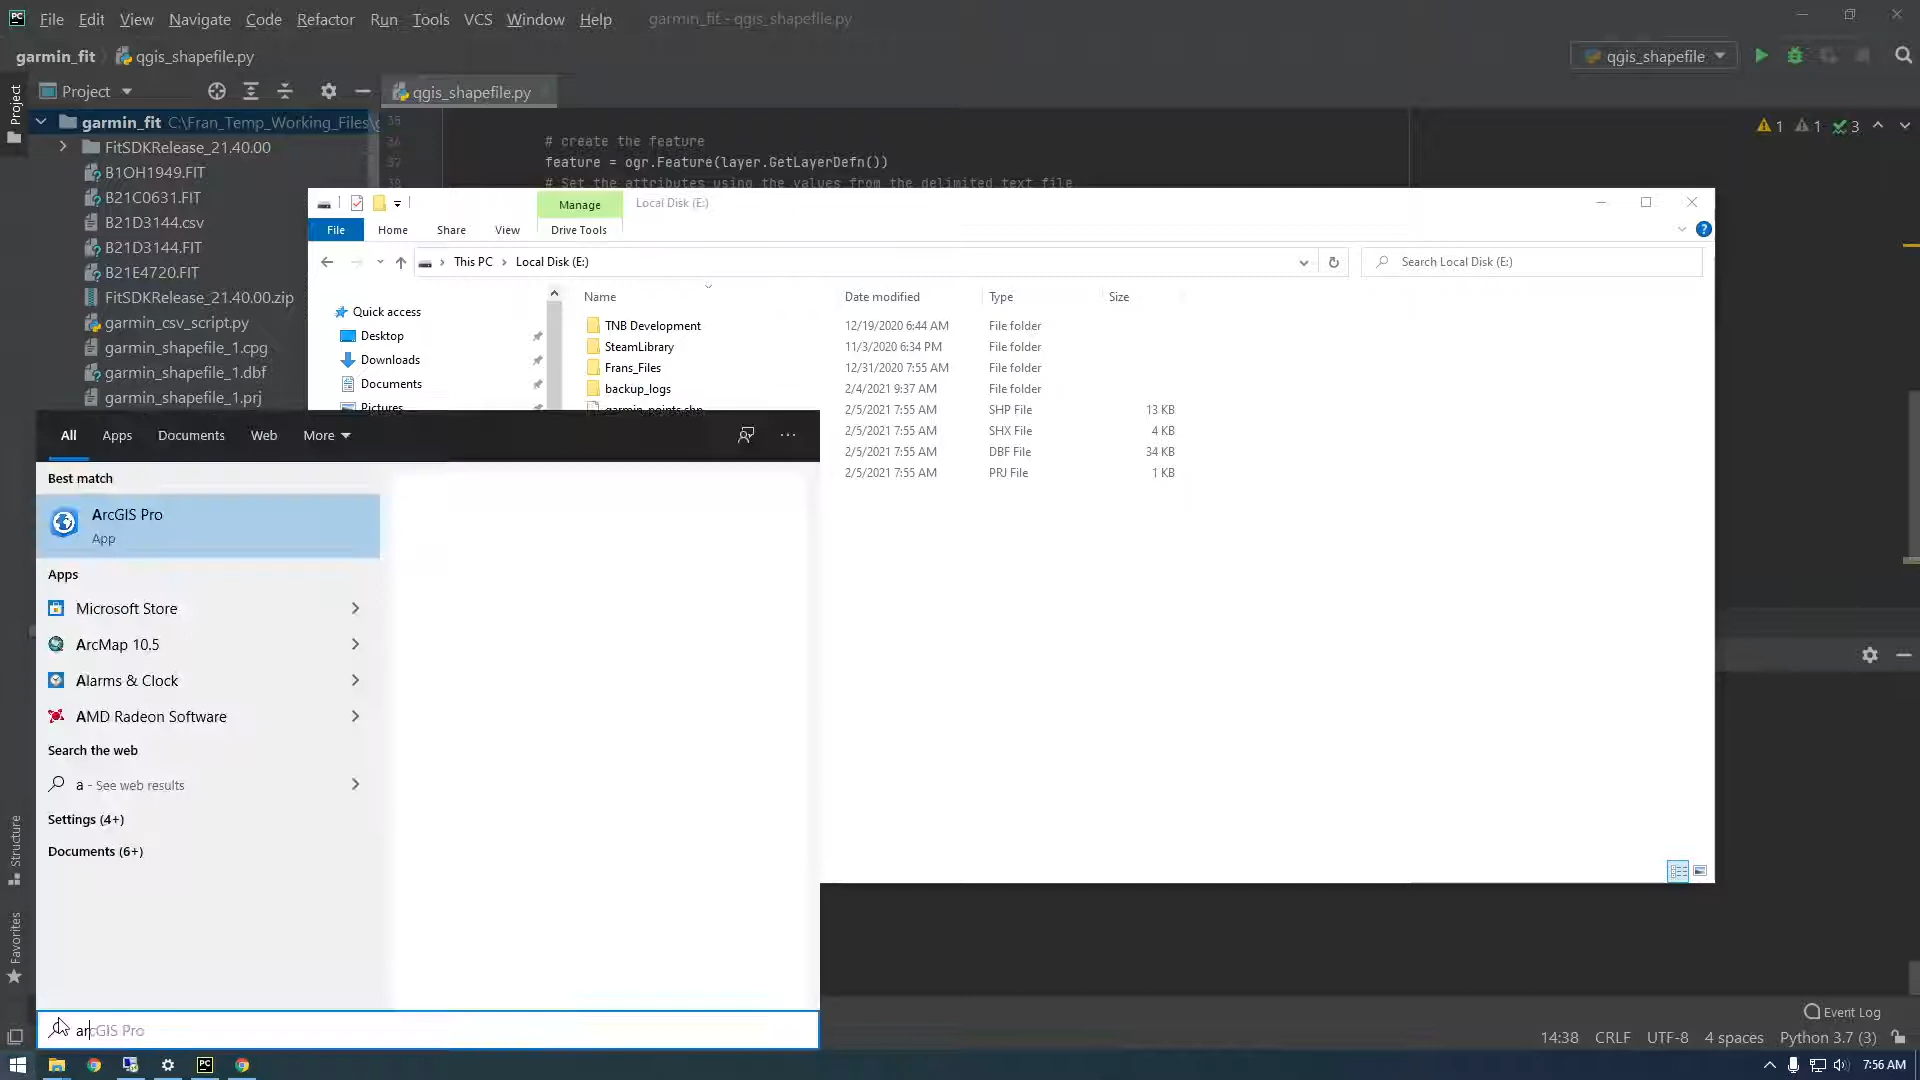 File Edit View Navigate Code Refactor Run Tools VCS Window Help garmin_fit - qgis_shapefile.py
garmin_fit qgis_shapefile.py
qgis_shapefile
Project
Project
qgis_shapefile.py
garmin_fit C:\Fran_Temp_Working_Files\g
FitSDKRelease_21.40.00
B1OH1949.FIT
B21C0631.FIT
B21D3144.csv
B21D3144.FIT
B21E4720.FIT
FitSDKRelease_21.40.00.zip
garmin_csv_script.py
garmin_shapefile_1.cpg
garmin_shapefile_1.dbf
garmin_shapefile_1.prj
35
36 # create the feature
37 feature = ogr.Feature(layer.GetLayerDefn())
38 # Set the attributes using the values from the delimited text file
1 1 3
Manage Local Disk (E:)
File Home Share View Drive Tools
This PC Local Disk (E:)
Search Local Disk (E:)
Quick access
Desktop
Downloads
Documents
Pictures
Name Date modified Type Size
TNB Development 12/19/2020 6:44 AM File folder
SteamLibrary 11/3/2020 6:34 PM File folder
Frans_Files 12/31/2020 7:55 AM File folder
backup_logs 2/4/2021 9:37 AM File folder
garmin_points.shp 2/5/2021 7:55 AM SHP File 13 KB
2/5/2021 7:55 AM SHX File 4 KB
2/5/2021 7:55 AM DBF File 34 KB
2/5/2021 7:55 AM PRJ File 1 KB
All Apps Documents Web More
Best match
ArcGIS Pro
App
Apps
Microsoft Store
ArcMap 10.5
Alarms & Clock
AMD Radeon Software
Search the web
a - See web results
Settings (4+)
Documents (6+)
arcGIS Pro
Structure
Favorites
Event Log
14:38 CRLF UTF-8 4 spaces Python 3.7 (3)
7:56 AM